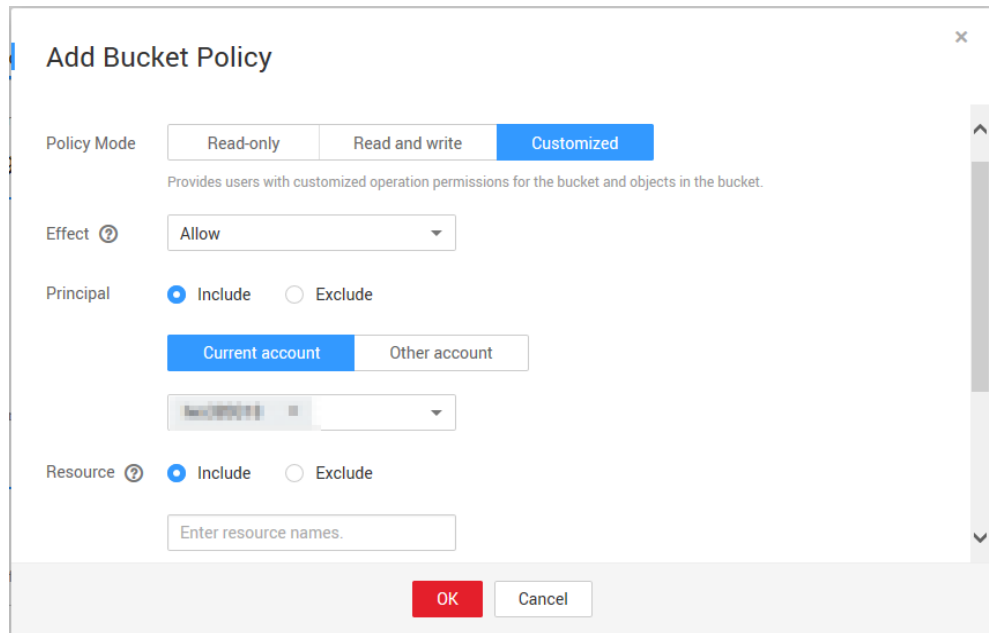 Add Bucket Policy
Policy Mode Read-only Read and write Customized
Provides users with customized operation permissions for the bucket and objects in the bucket.
Effect Allow
Principal Include Exclude
Current account Other account
Resource Include Exclude
Enter resource names.
OK Cancel